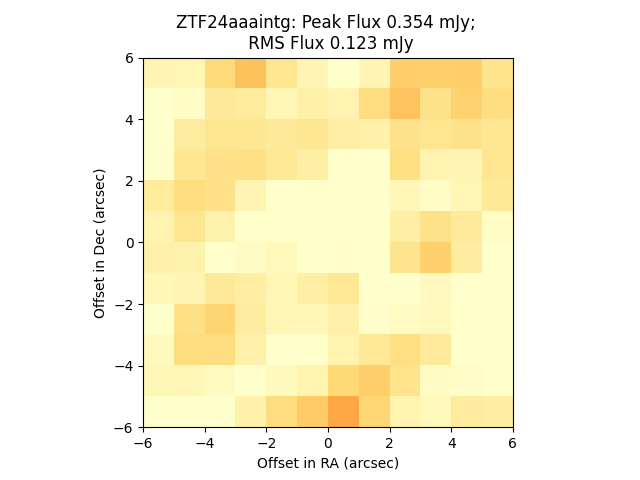 ZTF24aaaintg: Peak Flux 0.354 mJy;
RMS Flux 0.123 mJy
6
4
2
0
−2
−4
−6
Offset in Dec (arcsec)
−6 −4 −2 0 2 4 6
Offset in RA (arcsec)